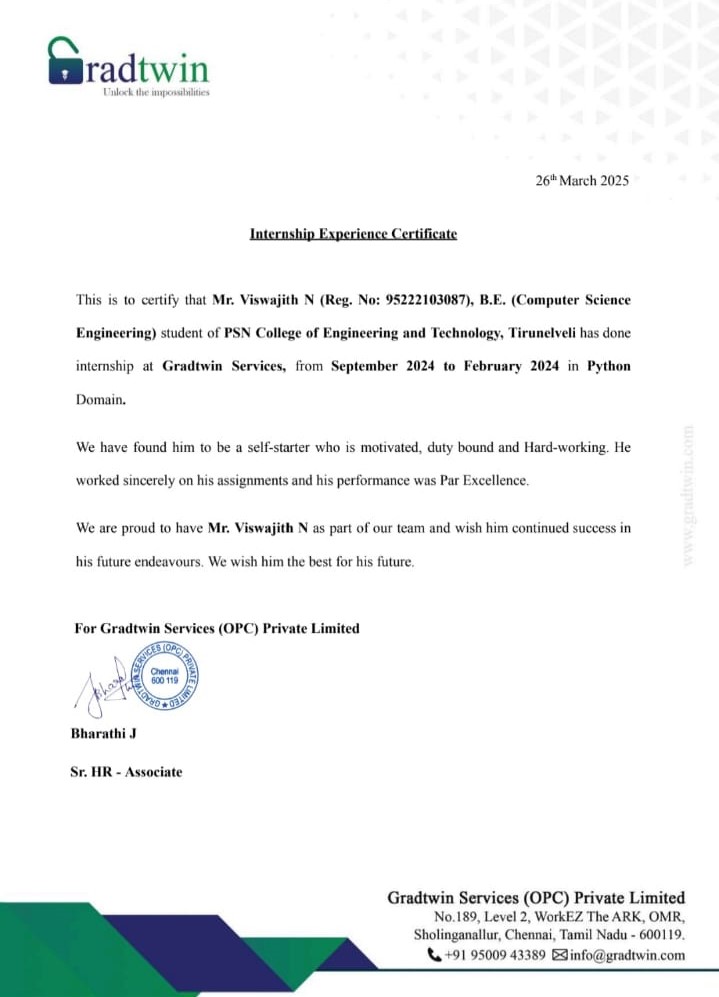 radtwin
Unlock the impossibilities
26th March 2025
Internship Experience Certificate
This is to certify that Mr. Viswajith N (Reg. No: 95222103087), B.E. (Computer Science
Engineering) student of PSN College of Engineering and Technology, Tirunelveli has done
internship at Gradtwin Services, from September 2024 to February 2024 in Python
Domain.
We have found him to be a self-starter who is motivated, duty bound and Hard-working. He
worked sincerely on his assignments and his performance was Par Excellence.
www.gradtwin.com
We are proud to have Mr. Viswajith N as part of our team and wish him continued success in
his future endeavours. We wish him the best for his future.
For Gradtwin Services (OPC) Private Limited
GRADTWIN SERVICES (OPC) PRIVATE LIMITED
Chennai
600 119
Bharathi J
Sr. HR - Associate
Gradtwin Services (OPC) Private Limited
No.189, Level 2, WorkEZ The ARK, OMR,
Sholinganallur, Chennai, Tamil Nadu - 600119.
+91 95009 43389 info@gradtwin.com